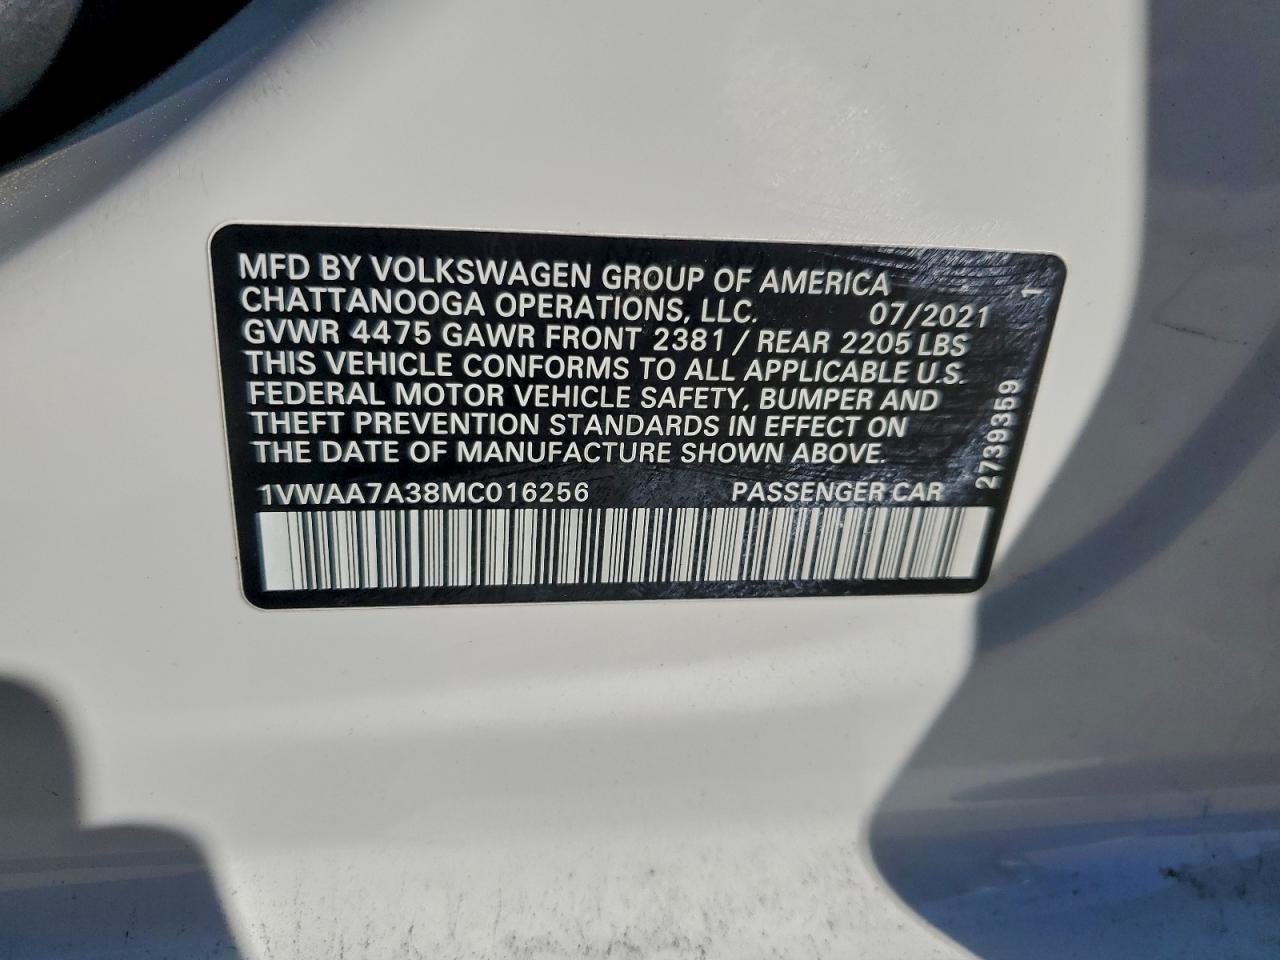 MFD BY VOLKSWAGEN GROUP OF AMERICA
CHATTANOOGA OPERATIONS, LLC. 07/2021
GVWR 4475 GAWR FRONT 2381 / REAR 2205 LBS
THIS VEHICLE CONFORMS TO ALL APPLICABLE U.S.
FEDERAL MOTOR VEHICLE SAFETY, BUMPER AND
THEFT PREVENTION STANDARDS IN EFFECT ON
THE DATE OF MANUFACTURE SHOWN ABOVE.
1VWAA7A38MC016256 PASSENGER CAR
2739359 1